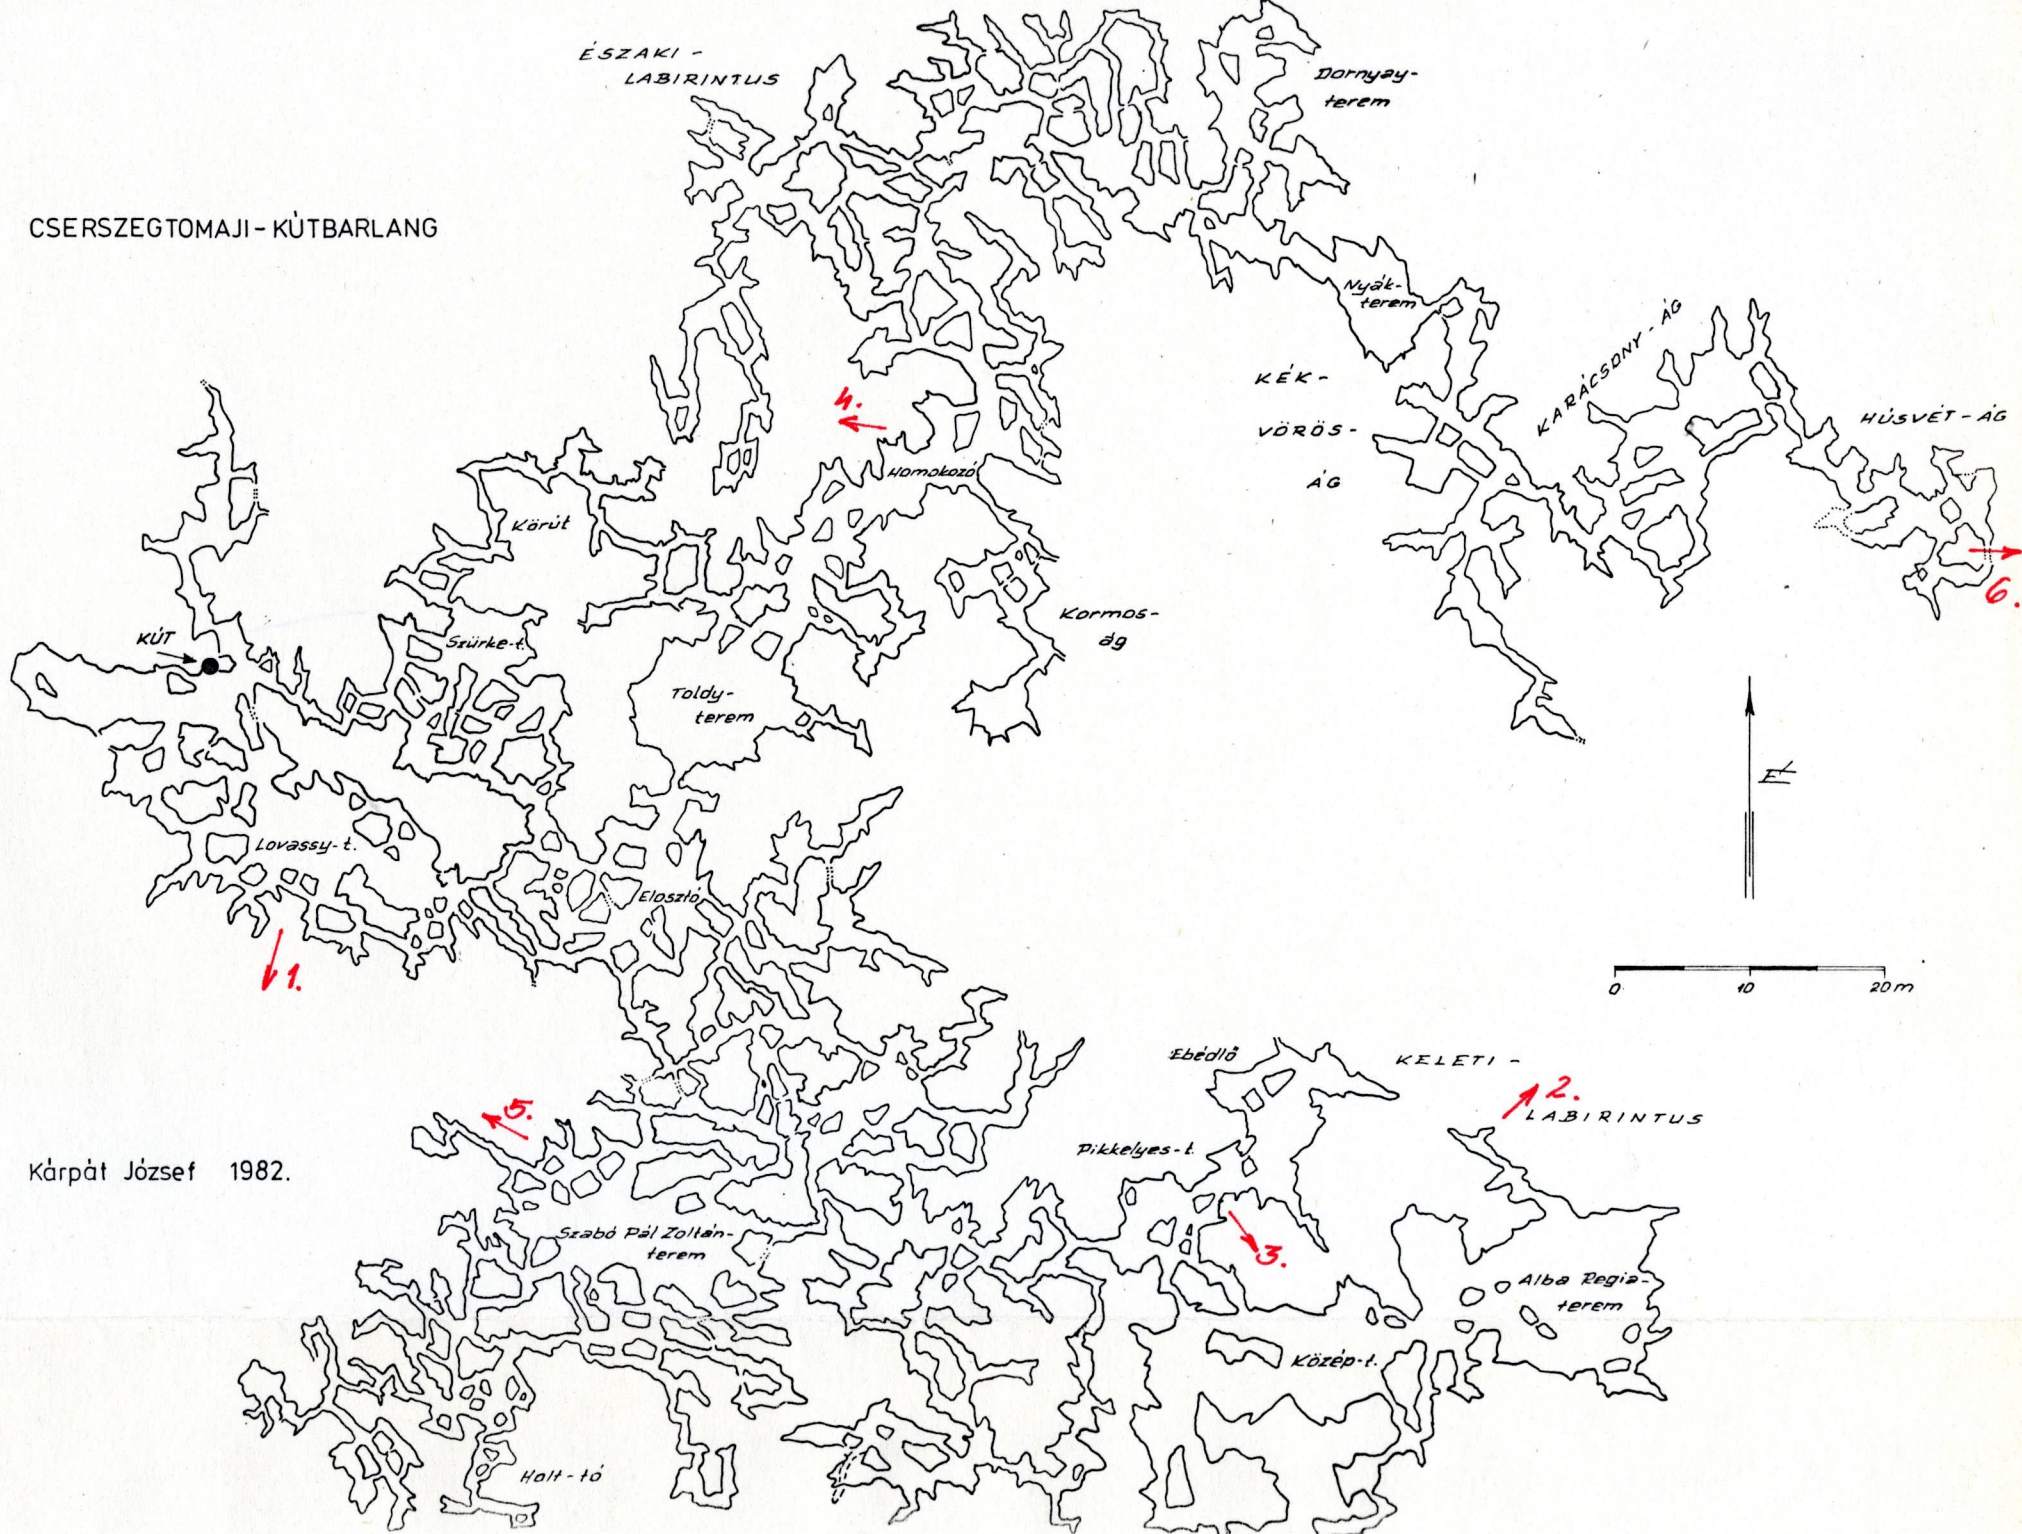 ÉSZAKI -
LABIRINTUS
Dornyay-
terem
CSERSZEGTOMAJI-KÚTBARLANG
Nyák-
terem
KARÁCSONY-ÁG
KÉK-
VÖRÖS-
ÁG
HÚSVÉT-ÁG
4.
Homokozó
Körút
6.
Kormos-
ág
KÚT
Szürke-t.
Toldy-
terem
É
Lovassy-t.
Elosztó
1.
0 10 20 m
Ebédlő
KELETI -
LABIRINTUS
2.
5.
Pikkelyes-t.
Kárpát József 1982.
Szabó Pál Zoltán-
terem
3.
Alba Regia-
terem
Közép-t.
Holt-tó